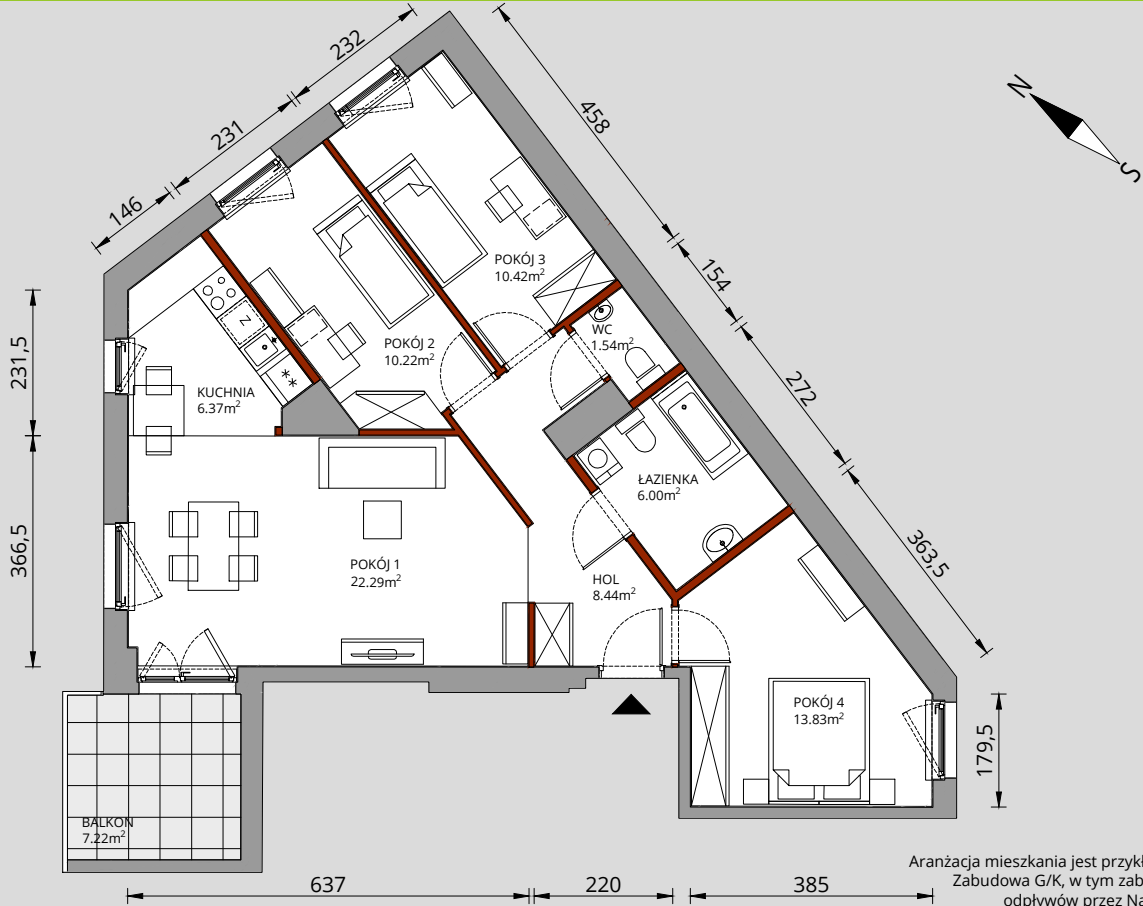 232
231
146
458
N
S
154
272
363,5
231,5
366,5
POKÓJ 3
10.42m²
WC
1.54m²
POKÓJ 2
10.22m²
Z
KUCHNIA
6.37m²
**
ŁAZIENKA
6.00m²
POKÓJ 1
22.29m²
HOL
8.44m²
POKÓJ 4
13.83m²
179,5
BALKON
7.22m²
637
220
385
Aranżacja mieszkania jest przykł
Zabudowa G/K, w tym zab
odpływów przez Na